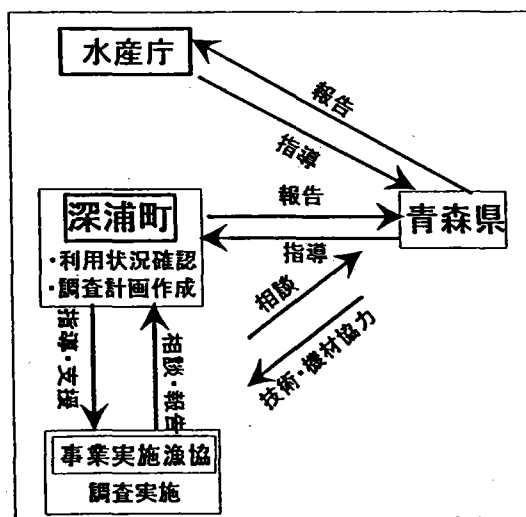 水産庁
報告
指導
深浦町
・利用状況確認
・調査計画作成
報告
指導
青森県
相談
技術・機材協力
指導・支援
相談・報告
事業実施漁協
調査実施